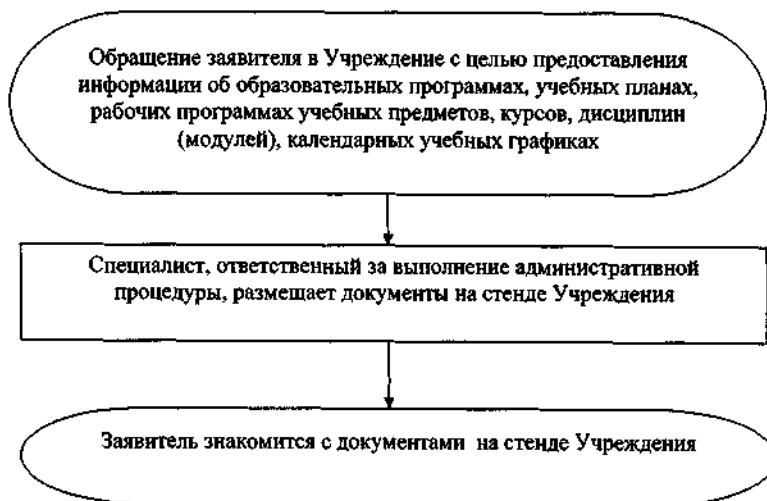 Обращение заявителя в Учреждение с целью предоставления
информации об образовательных программах, учебных планах,
рабочих программах учебных предметов, курсов, дисциплин
(модулей), календарных учебных графиках
Специалист, ответственный за выполнение административной
процедуры, размещает документы на стенде Учреждения
Заявитель знакомится с документами на стенде Учреждения